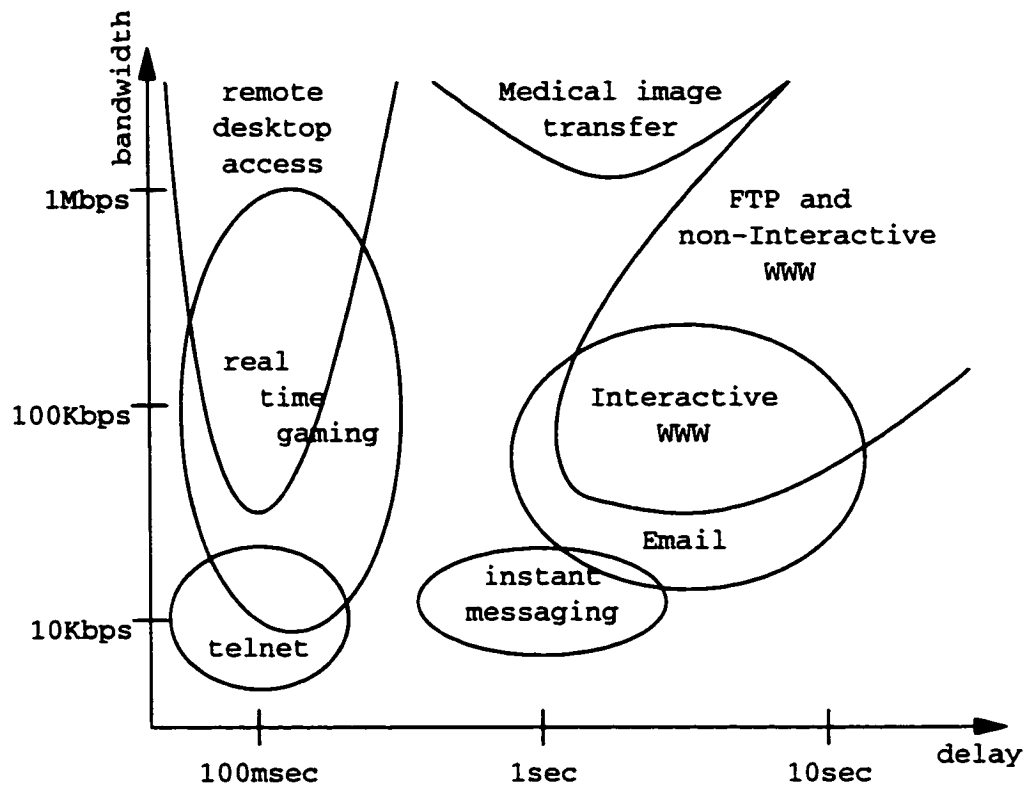 bandwidth
remote
desktop
access
Medical image
transfer
1Mbps
FTP and
non-Interactive
WWW
real
time
gaming
100Kbps
Interactive
WWW
Email
instant
messaging
10Kbps
telnet
delay
100msec
1sec
10sec